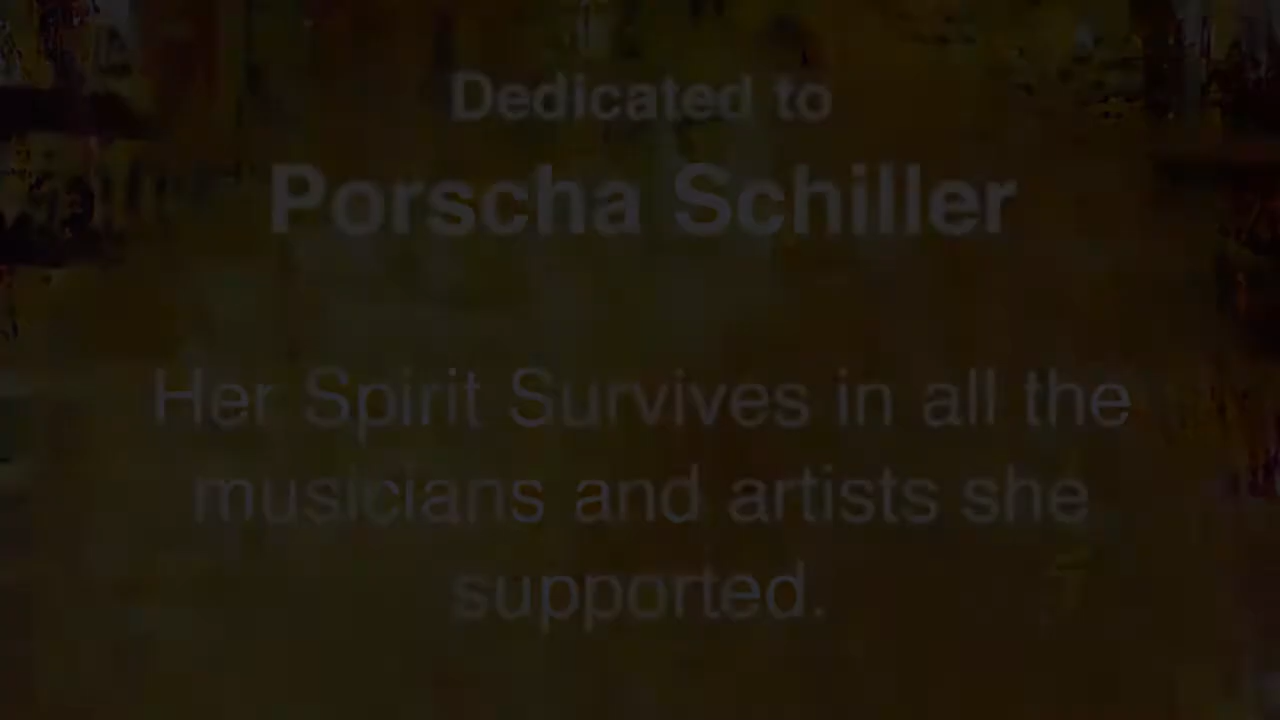 Dedicated to
Porscha Schiller
Her Spirit Survives in all the
musicians and artists she
supported.